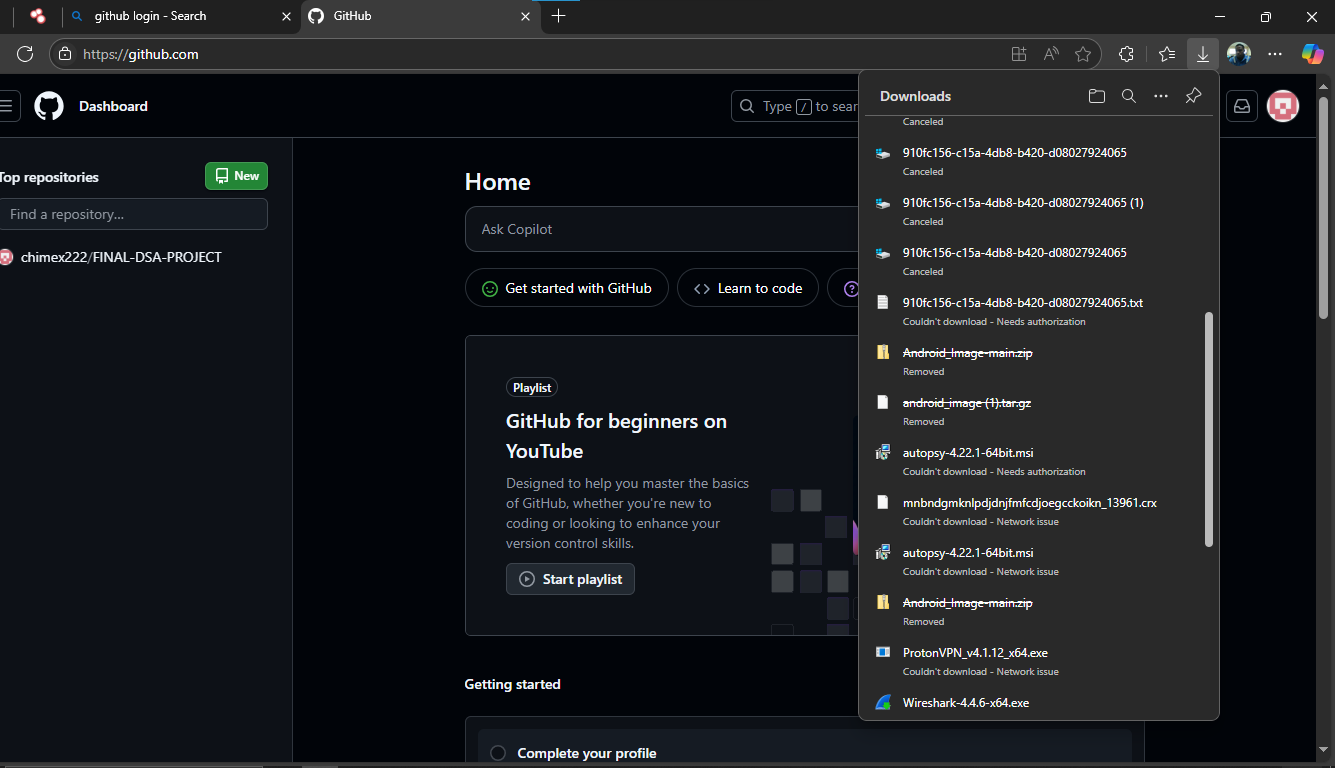 github login - Search
GitHub
https://github.com
Dashboard
Type / to sear
Top repositories
New
Find a repository...
chimex222/FINAL-DSA-PROJECT
Home
Ask Copilot
Get started with GitHub
Learn to code
Playlist
GitHub for beginners on
YouTube
Designed to help you master the basics
of GitHub, whether you're new to
coding or looking to enhance your
version control skills.
Start playlist
Getting started
Complete your profile
Downloads
Canceled
910fc156-c15a-4db8-b420-d08027924065
Canceled
910fc156-c15a-4db8-b420-d08027924065 (1)
Canceled
910fc156-c15a-4db8-b420-d08027924065
Canceled
910fc156-c15a-4db8-b420-d08027924065.txt
Couldn't download - Needs authorization
Android_Image-main.zip
Removed
android_image (1).tar.gz
Removed
autopsy-4.22.1-64bit.msi
Couldn't download - Needs authorization
mnbndgmknlpdjdnjfmfcdjoegcckoikn_13961.crx
Couldn't download - Network issue
autopsy-4.22.1-64bit.msi
Couldn't download - Network issue
Android_Image-main.zip
Removed
ProtonVPN_v4.1.12_x64.exe
Couldn't download - Network issue
Wireshark-4.4.6-x64.exe